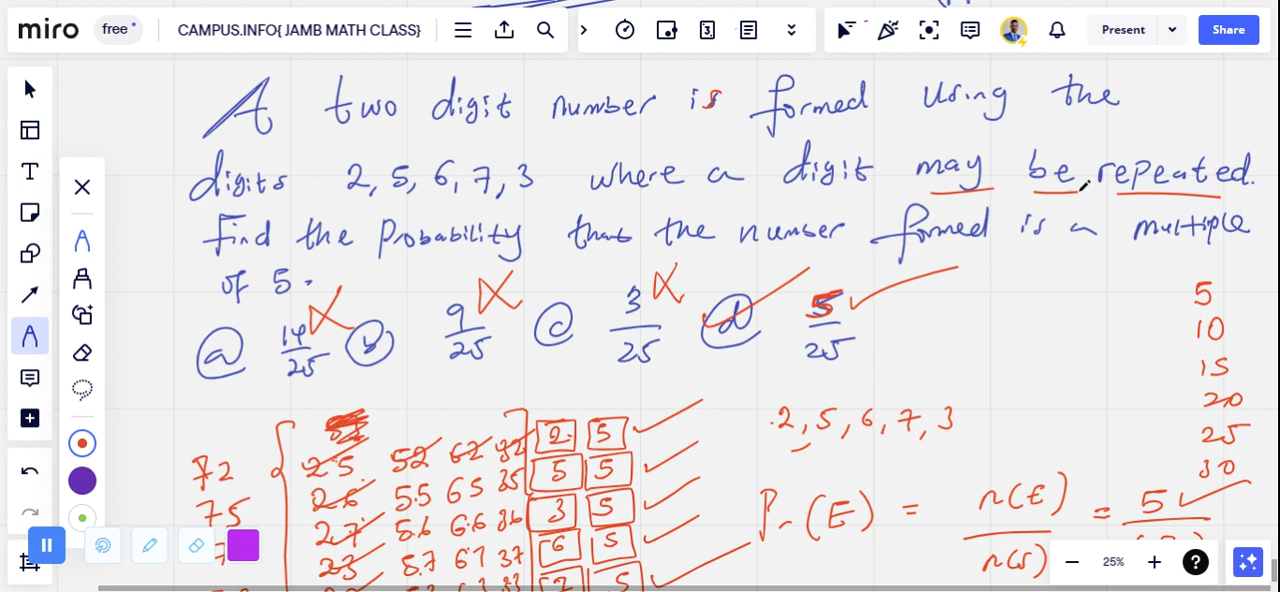 miro free CAMPUS.INFO{ JAMB MATH CLASS} Present Share
A two digit number is formed using the
digits 2, 5, 6, 7, 3 where a digit may be repeated.
Find the probability that the number formed is a multiple
of 5.
a 14/25 b 9/25 c 3/25 d 5/25
5
10
15
20
25
30
2, 5, 6, 7, 3
25 52 62 32 2 5
72 26 55 65 35 5 5
75 27 56 66 36 3 5
23 57 67 37 6 5
7 5
Pr(E) = n(E)/n(s) = 5
25%